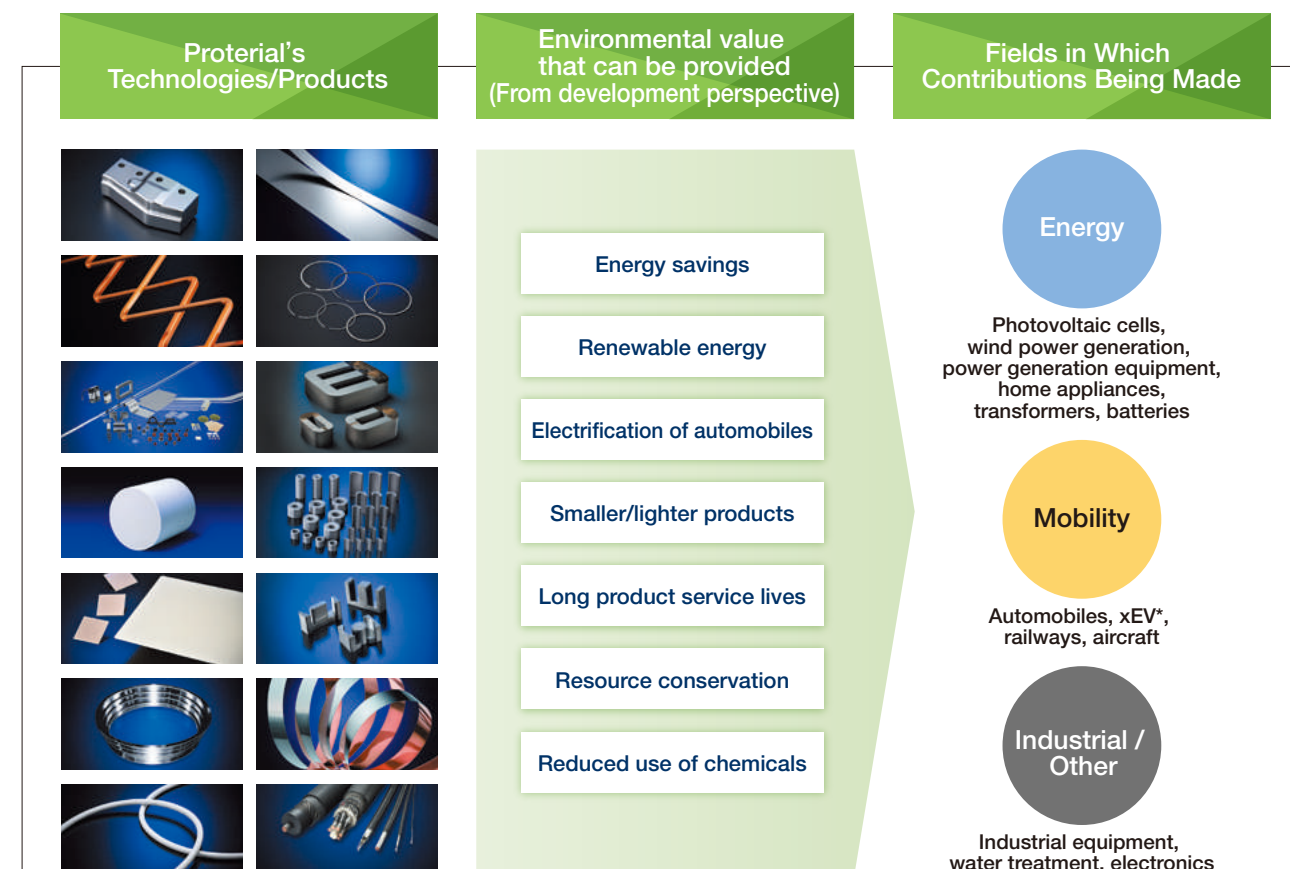 Proterial's
Technologies/Products
Environmental value
that can be provided
(From development perspective)
Fields in Which
Contributions Being Made
Energy savings
Renewable energy
Electrification of automobiles
Smaller/lighter products
Long product service lives
Resource conservation
Reduced use of chemicals
Energy
Photovoltaic cells,
wind power generation,
power generation equipment,
home appliances,
transformers, batteries
Mobility
Automobiles, xEV*,
railways, aircraft
Industrial /
Other
Industrial equipment,
water treatment, electronics